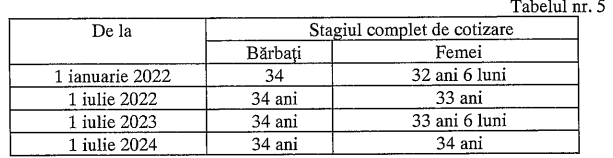 Tabelul nr. 5
De la Stagiul complet de cotizare
Bărbați Femei
1 ianuarie 2022 34 32 ani 6 luni
1 iulie 2022 34 ani 33 ani
1 iulie 2023 34 ani 33 ani 6 luni
1 iulie 2024 34 ani 34 ani